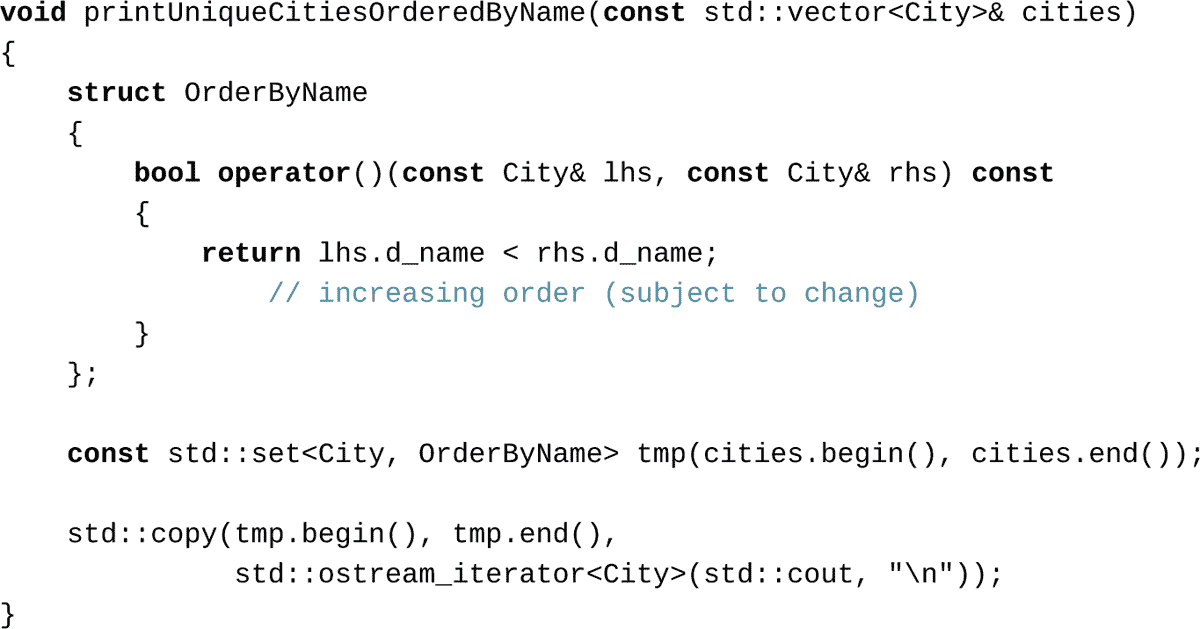 void printUniqueCitiesOrderedByName(const std::vector<City>& cities)
{
    struct OrderByName
    {
        bool operator()(const City& lhs, const City& rhs) const
        {
            return lhs.d_name < rhs.d_name;
                // increasing order (subject to change)
        }
    };

    const std::set<City, OrderByName> tmp(cities.begin(), cities.end());

    std::copy(tmp.begin(), tmp.end(),
              std::ostream_iterator<City>(std::cout, "\n"));
}